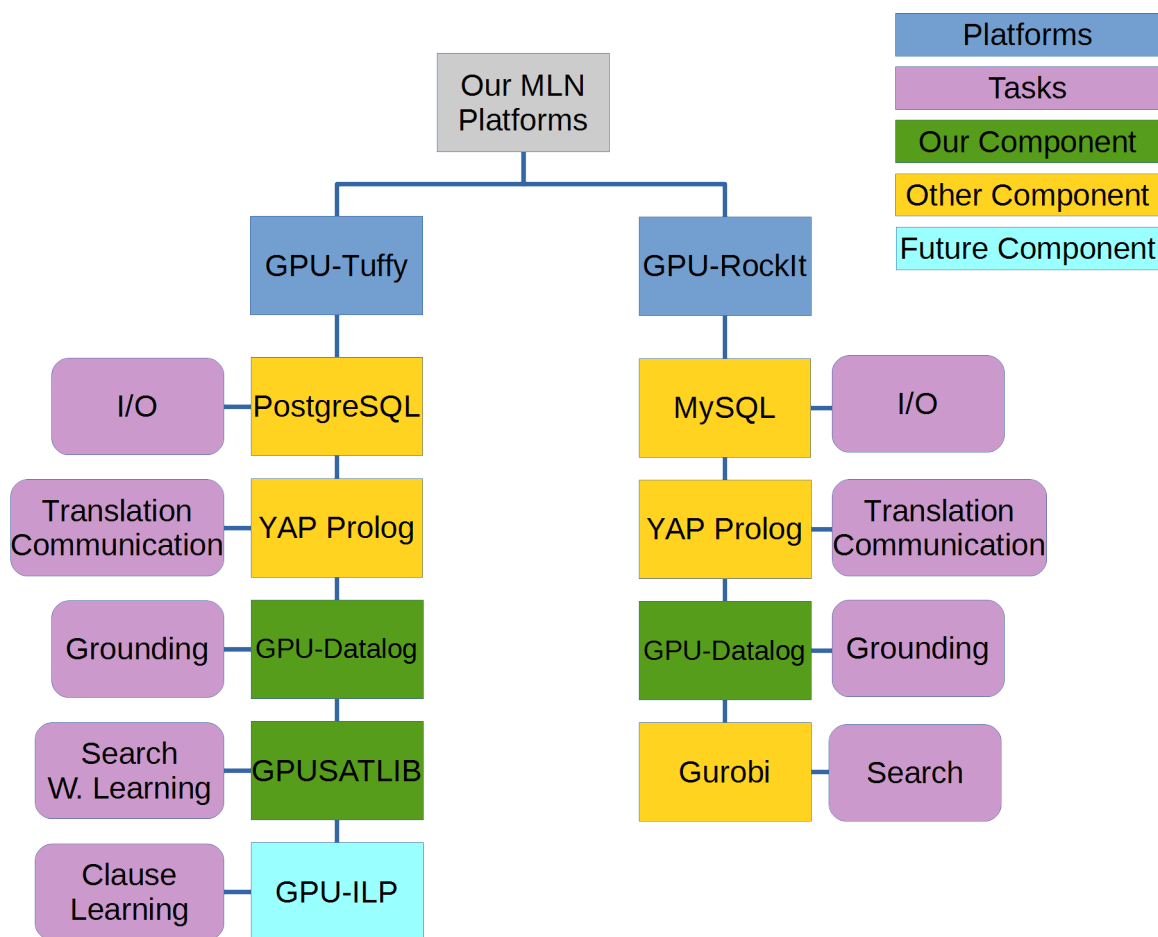 Our MLN
Platforms
Platforms
Tasks
Our Component
Other Component
Future Component
GPU-Tuffy
GPU-RockIt
I/O
PostgreSQL
MySQL
I/O
Translation
Communication
YAP Prolog
YAP Prolog
Translation
Communication
Grounding
GPU-Datalog
GPU-Datalog
Grounding
Search
W. Learning
GPUSATLIB
Gurobi
Search
Clause
Learning
GPU-ILP